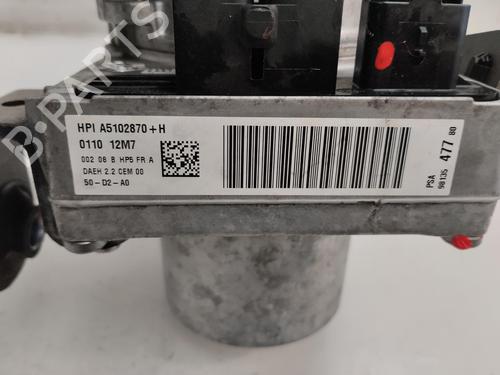 HPI A5102870+H
0110 12M7
002 06 B HP5 FR A
DAEH 2.2 CEM 00
50-D2-A0
PSA
98135 477 80
B-PARTS